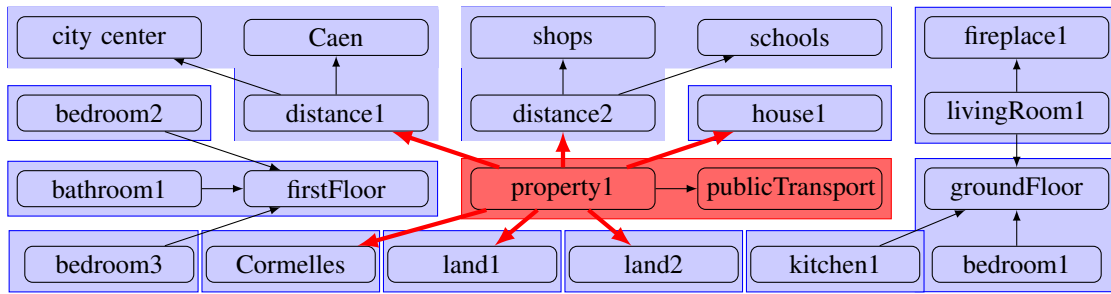 city center Caen shops schools fireplace1
bedroom2 distance1 distance2 house1 livingRoom1
bathroom1 firstFloor property1 publicTransport groundFloor
bedroom3 Cormelles land1 land2 kitchen1 bedroom1